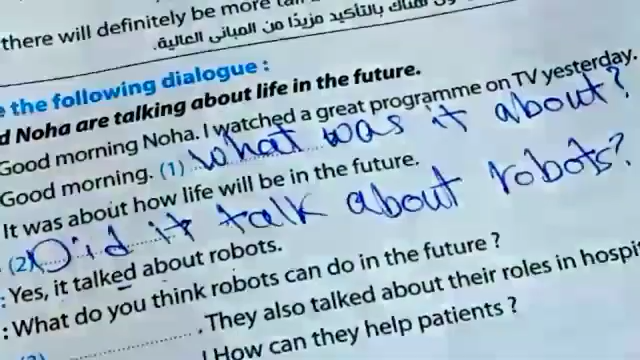 there will definitely be more tall
هناك بالتأكيد مزيدًا من المباني العالية.
the following dialogue :
Noha are talking about life in the future.
Good morning Noha. I watched a great programme on TV yesterday.
Good morning. (1) What was it about?
It was about how life will be in the future.
(2) Did it talk about robots?
: Yes, it talked about robots.
: What do you think robots can do in the future ?
. They also talked about their roles in hospi
! How can they help patients ?